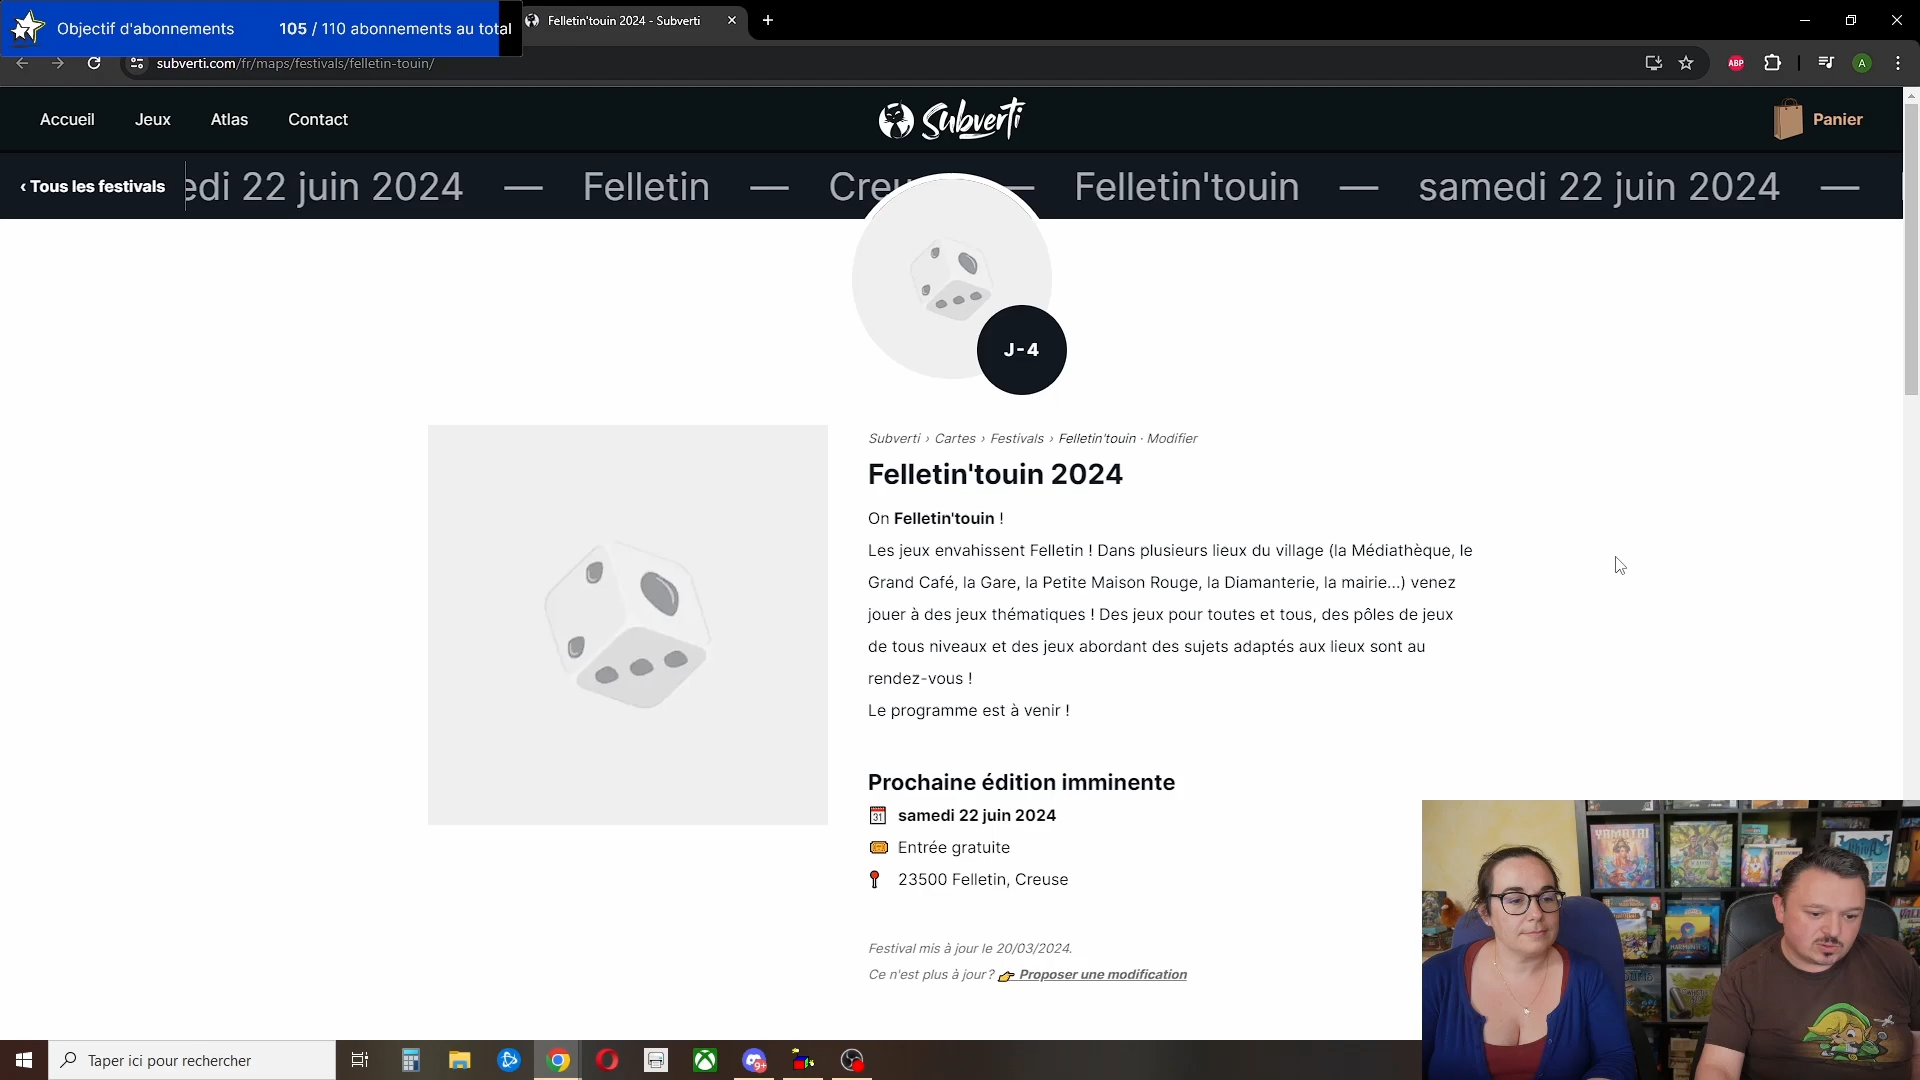 Objectif d'abonnements 105 / 110 abonnements au total
Felletin'touin 2024 - Subverti
subverti.com/fr/maps/festivals/felletin-touin/
ABP
A
Accueil Jeux Atlas Contact
Subverti
Panier
‹ Tous les festivals
edi 22 juin 2024 — Felletin — Creu — Felletin'touin — samedi 22 juin 2024 —
J-4
Subverti › Cartes › Festivals › Felletin'touin · Modifier
Felletin'touin 2024
On Felletin'touin !
Les jeux envahissent Felletin ! Dans plusieurs lieux du village (la Médiathèque, le
Grand Café, la Gare, la Petite Maison Rouge, la Diamanterie, la mairie...) venez
jouer à des jeux thématiques ! Des jeux pour toutes et tous, des pôles de jeux
de tous niveaux et des jeux abordant des sujets adaptés aux lieux sont au
rendez-vous !
Le programme est à venir !
Prochaine édition imminente
31 samedi 22 juin 2024
Entrée gratuite
23500 Felletin, Creuse
Festival mis à jour le 20/03/2024.
Ce n'est plus à jour ? 👉 Proposer une modification
YAMATAI
Taper ici pour rechercher
9+